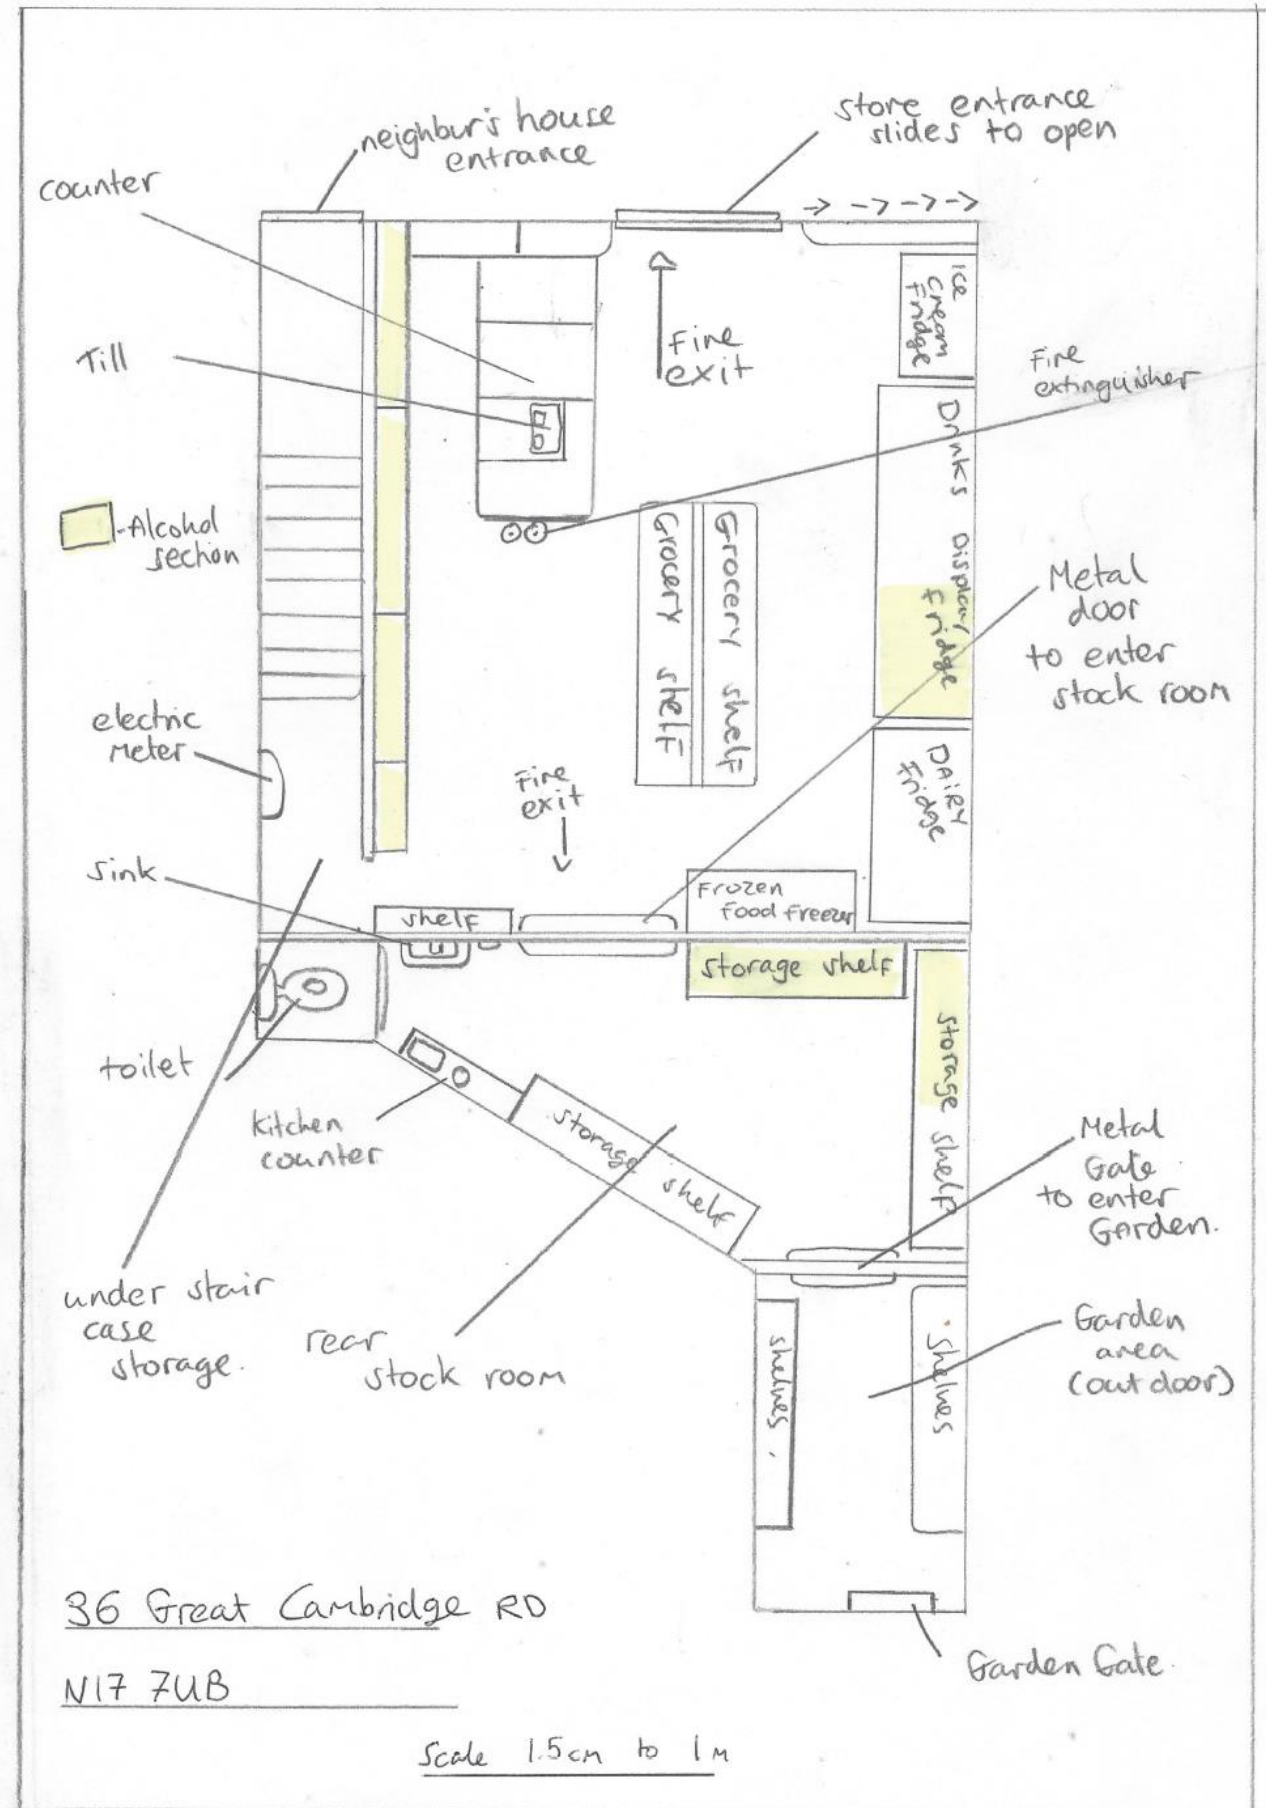 neighbur's house
entrance
store entrance
slides to open
counter
Till
Fire
exit
Ice
Cream
Fridge
Fire
extinguisher
Drinks Display
Fridge
-Alcohol
section
Grocery shelf
Grocery shelf
Metal
door
to enter
stock room
electric
meter
DAIRY
Fridge
Fire
exit
Sink
shelf
Frozen
Food Freezer
storage shelf
storage shelf
toilet
Kitchen
counter
storage shelf
Metal
Gate
to enter
Garden.
under stair
case
storage.
rear
stock room
shelves.
Shelves
Garden
area
(out door)
36 Great Cambridge RD
N17 7UB
Garden Gate.
Scale 1.5cm to 1M